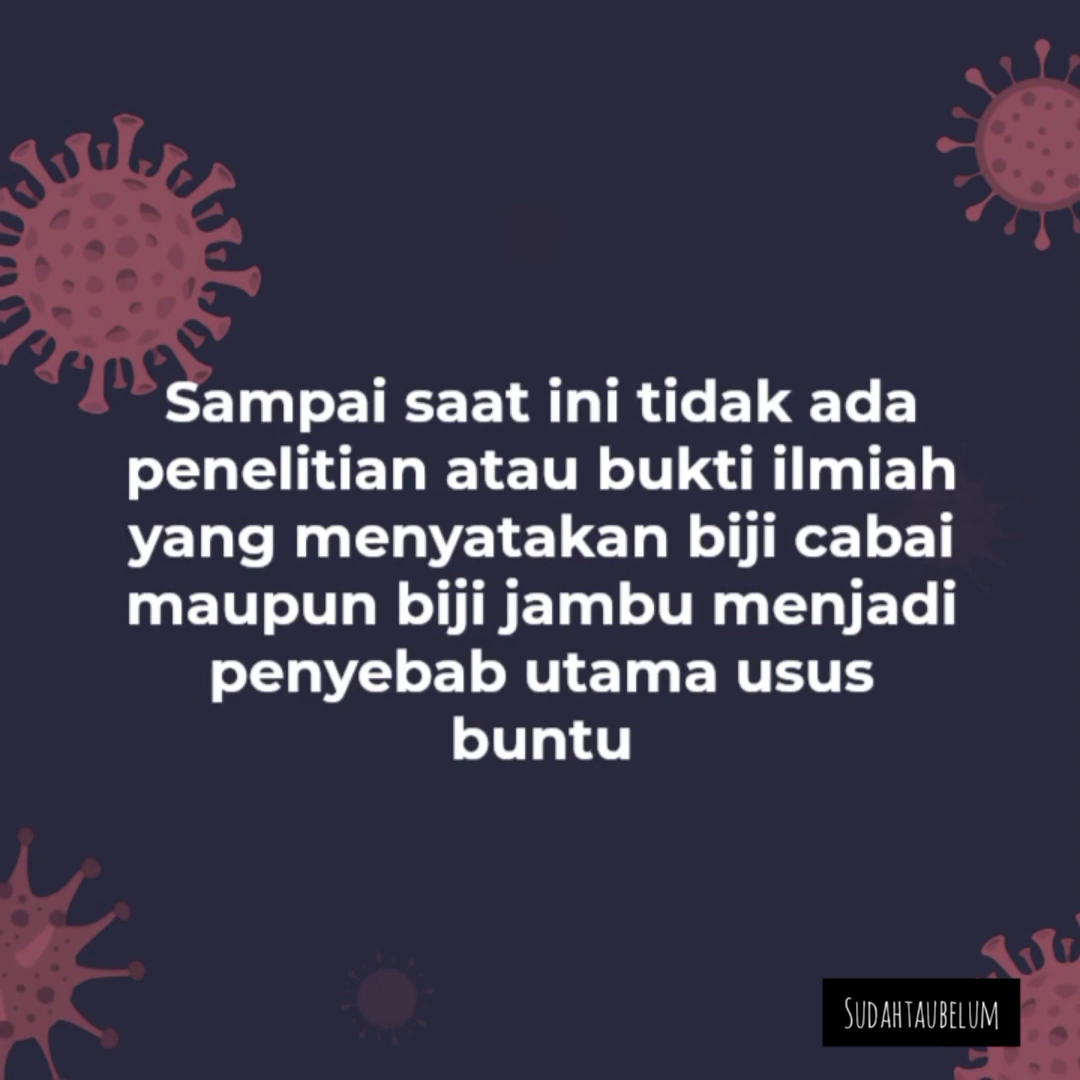 Sampai saat ini tidak ada
penelitian atau bukti ilmiah
yang menyatakan biji cabai
maupun biji jambu menjadi
penyebab utama usus
buntu
SUDAHTAUBELUM